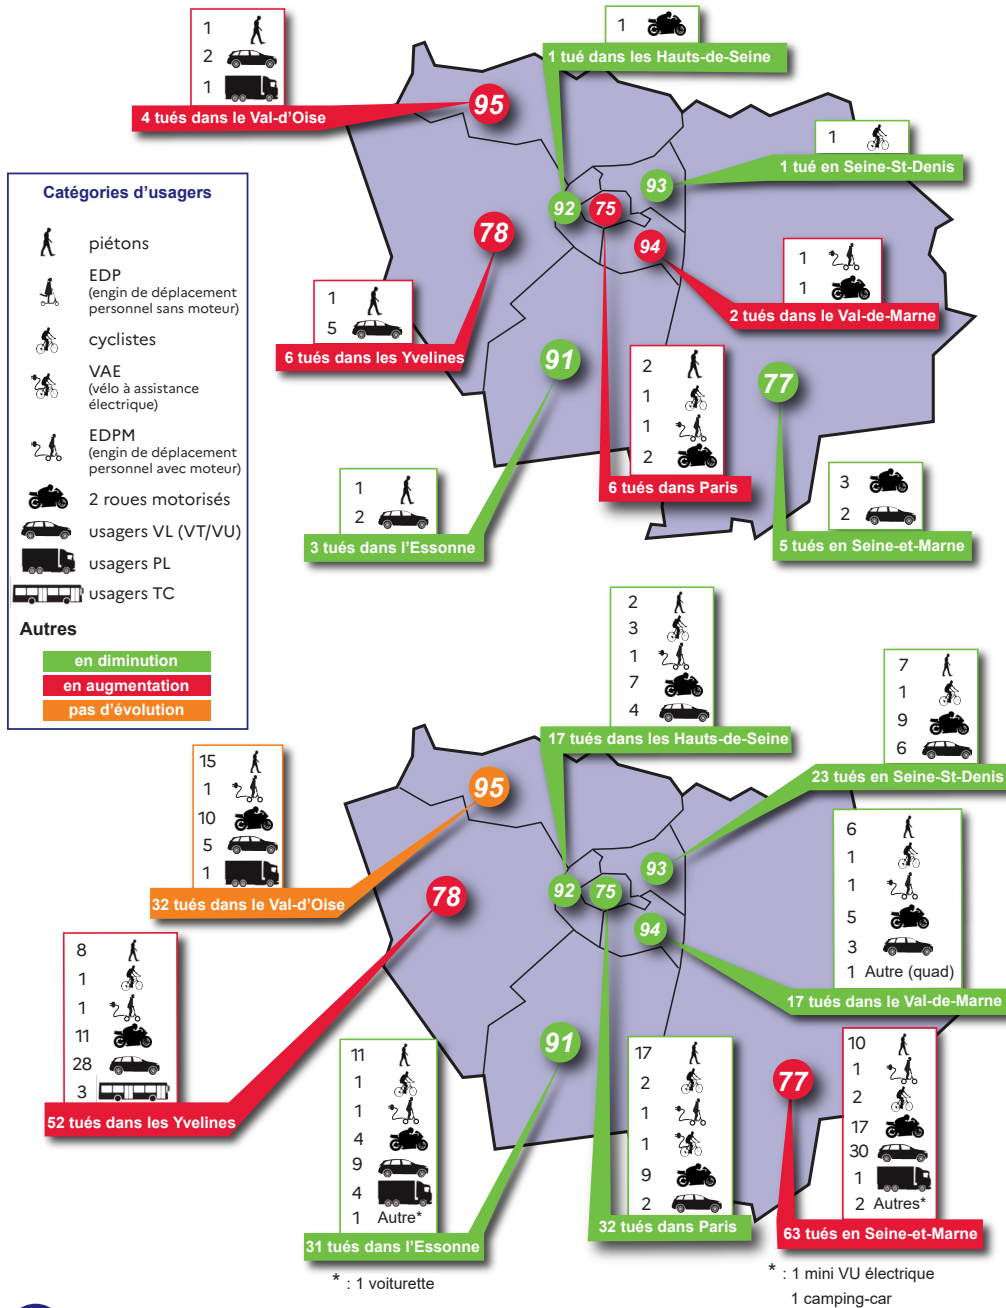 1
2
1
4 tués dans le Val-d'Oise
95
1
1 tué dans les Hauts-de-Seine
1
1 tué en Seine-St-Denis
93
92
75
94
78
Catégories d'usagers
piétons
EDP
(engin de déplacement
personnel sans moteur)
cyclistes
VAE
(vélo à assistance
électrique)
EDPM
(engin de déplacement
personnel avec moteur)
2 roues motorisés
usagers VL (VT/VU)
usagers PL
usagers TC
Autres
en diminution
en augmentation
pas d'évolution
1
5
6 tués dans les Yvelines
1
1
2 tués dans le Val-de-Marne
91
77
2
1
1
2
6 tués dans Paris
1
2
3 tués dans l'Essonne
3
2
5 tués en Seine-et-Marne
2
3
1
7
4
17 tués dans les Hauts-de-Seine
7
1
9
6
23 tués en Seine-St-Denis
15
1
10
5
1
32 tués dans le Val-d'Oise
95
93
92
75
94
78
6
1
1
5
3
1 Autre (quad)
17 tués dans le Val-de-Marne
8
1
1
11
28
3
52 tués dans les Yvelines
91
77
11
1
1
4
9
4
1 Autre*
31 tués dans l'Essonne
* : 1 voiturette
17
2
1
1
9
2
32 tués dans Paris
10
1
2
17
30
1
2 Autres*
63 tués en Seine-et-Marne
* : 1 mini VU électrique
1 camping-car